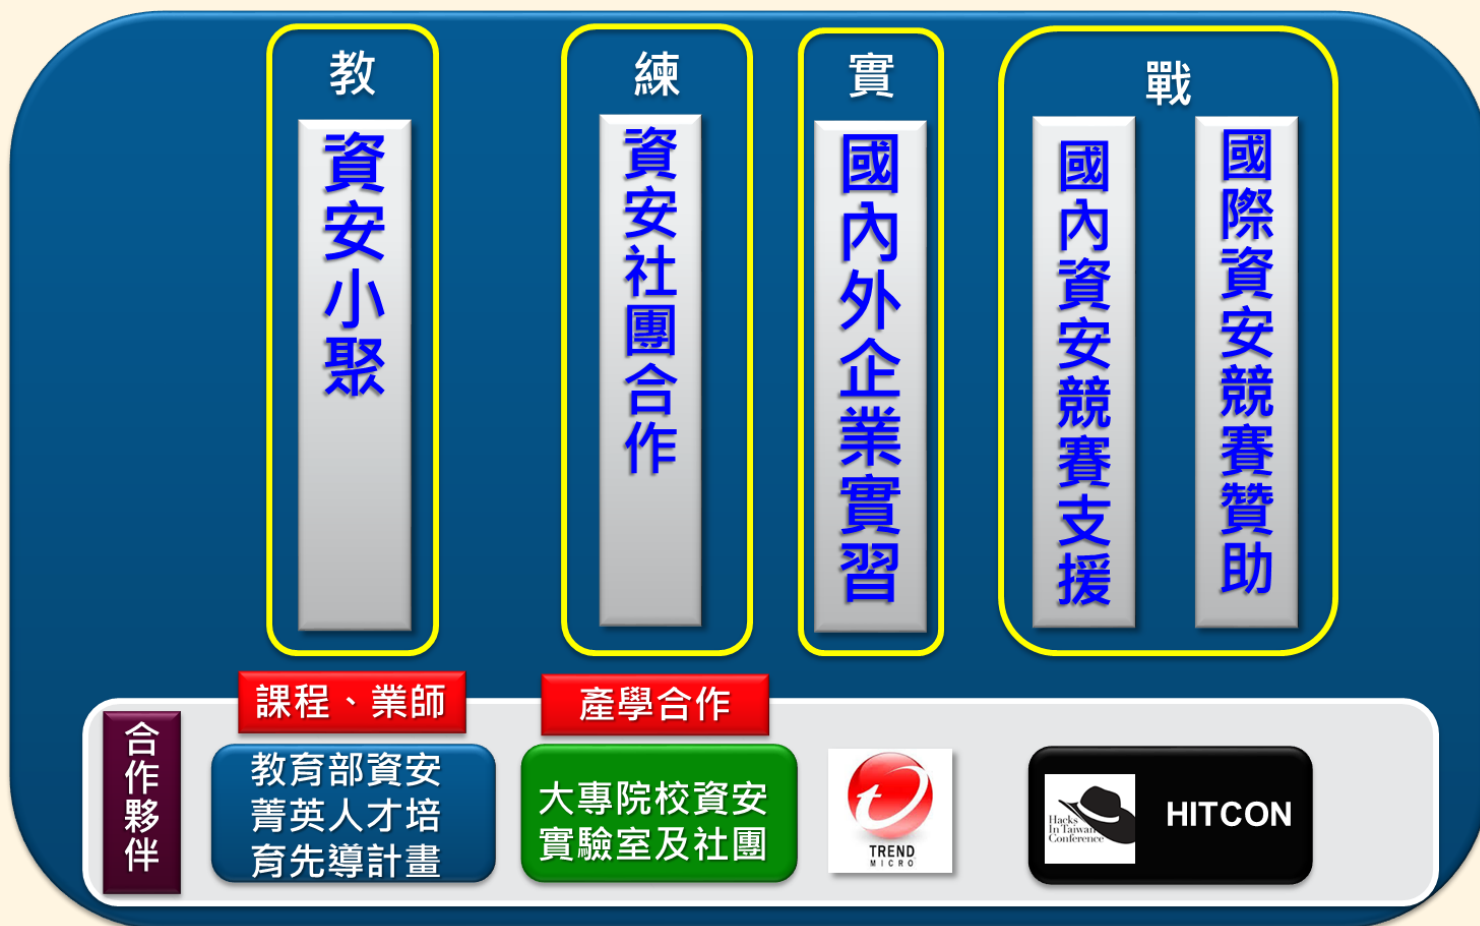 教
練
實
戰
資安小聚
資安社團合作
國內外企業實習
國內資安競賽支援
國際資安競賽贊助
合作夥伴
課程、業師
教育部資安
菁英人才培
育先導計畫
產學合作
大專院校資安
實驗室及社團
TREND
MICRO
Hacks
In Taiwan
Conference
HITCON